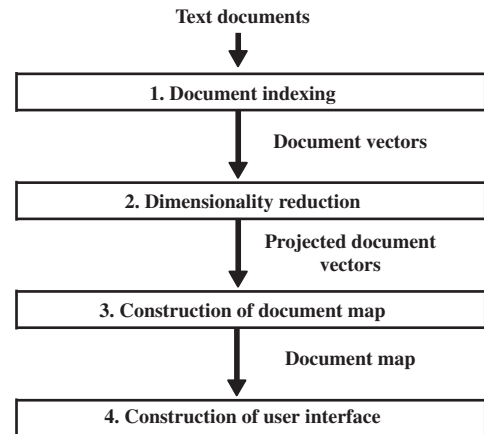 Text documents
1. Document indexing
Document vectors
2. Dimensionality reduction
Projected document
vectors
3. Construction of document map
Document map
4. Construction of user interface